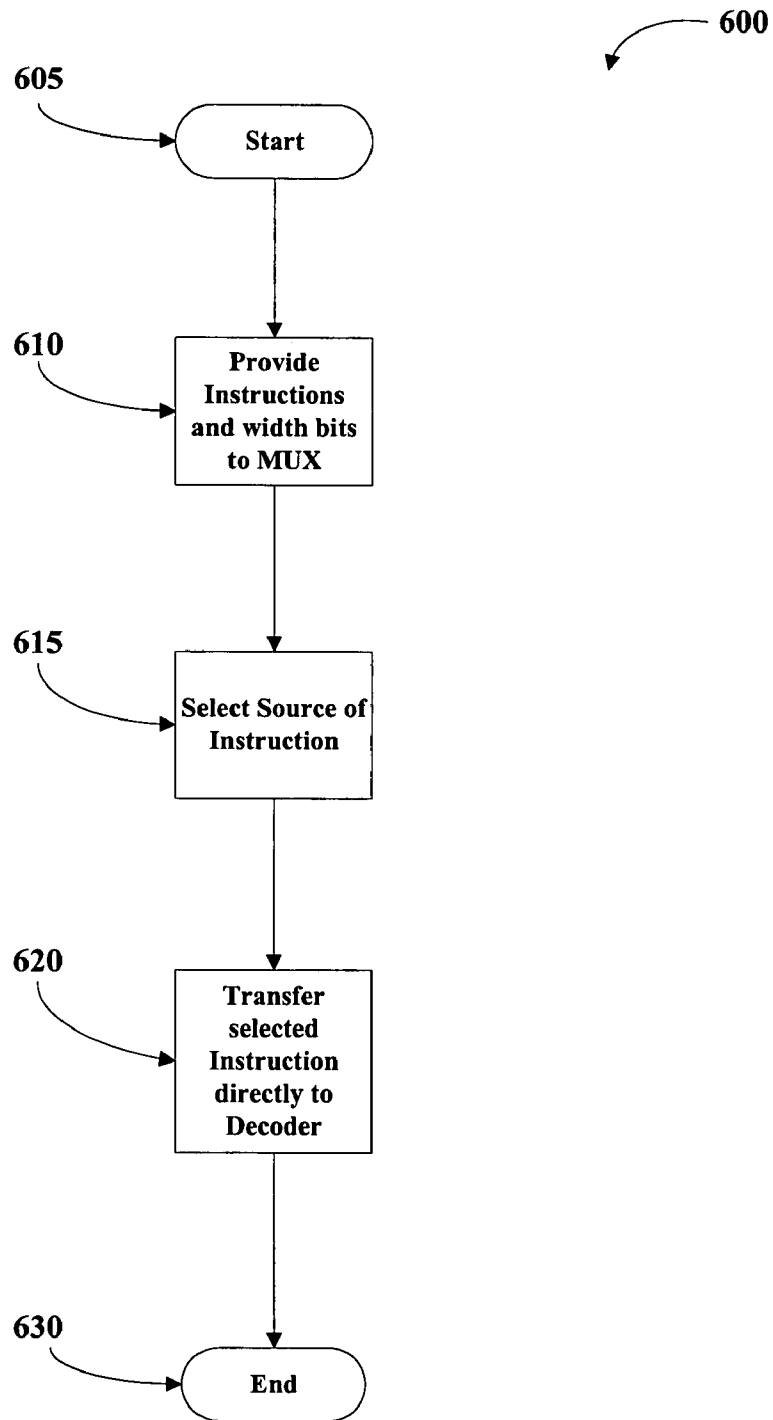 600
605
Start
610
Provide
Instructions
and width bits
to MUX
615
Select Source of
Instruction
620
Transfer
selected
Instruction
directly to
Decoder
630
End